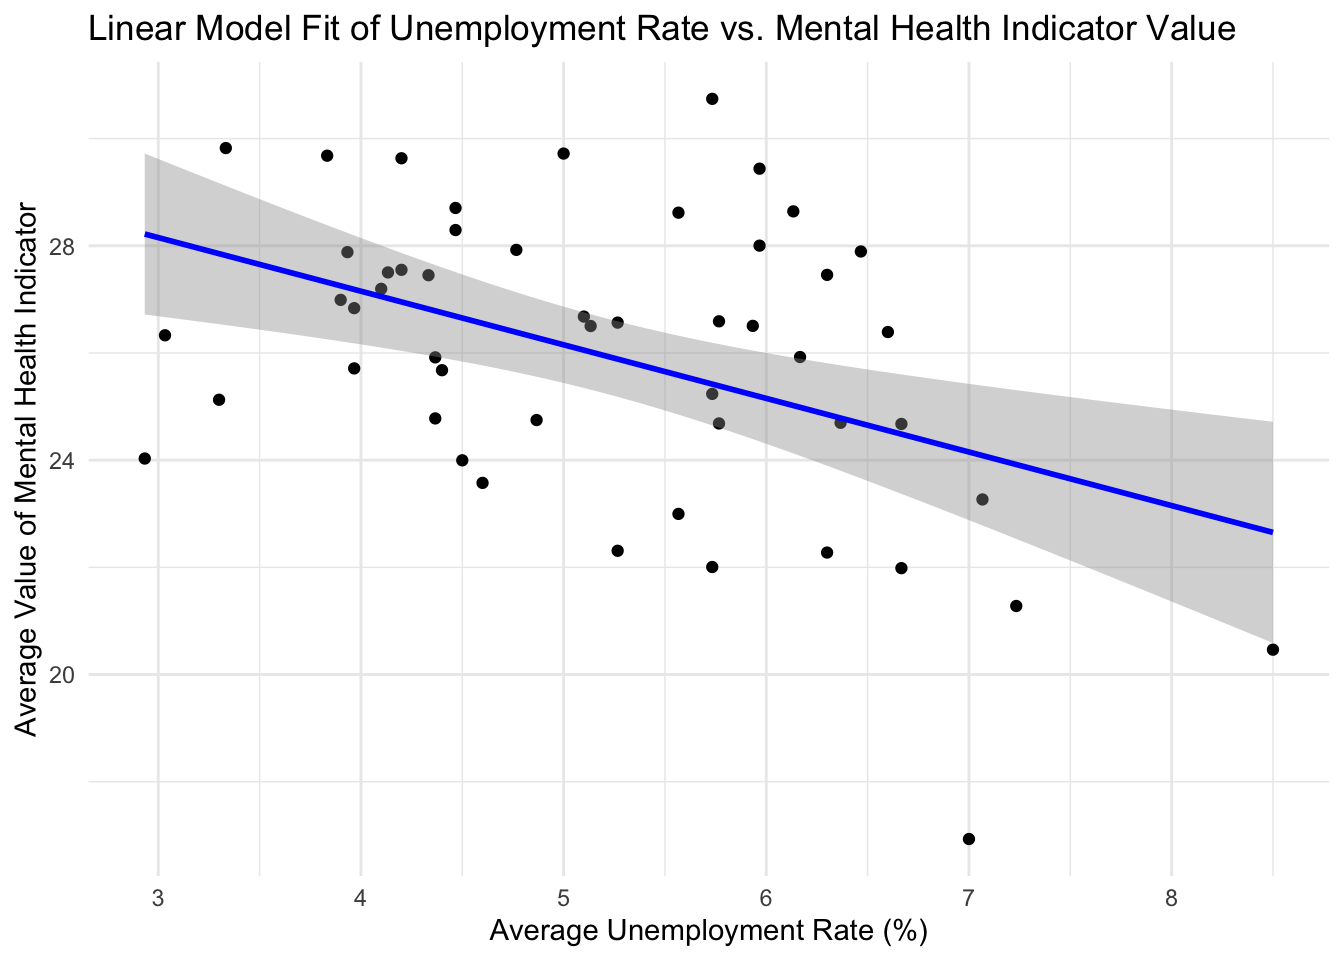 Linear Model Fit of Unemployment Rate vs. Mental Health Indicator Value
Average Value of Mental Health Indicator
28
24
20
3 4 5 6 7 8
Average Unemployment Rate (%)